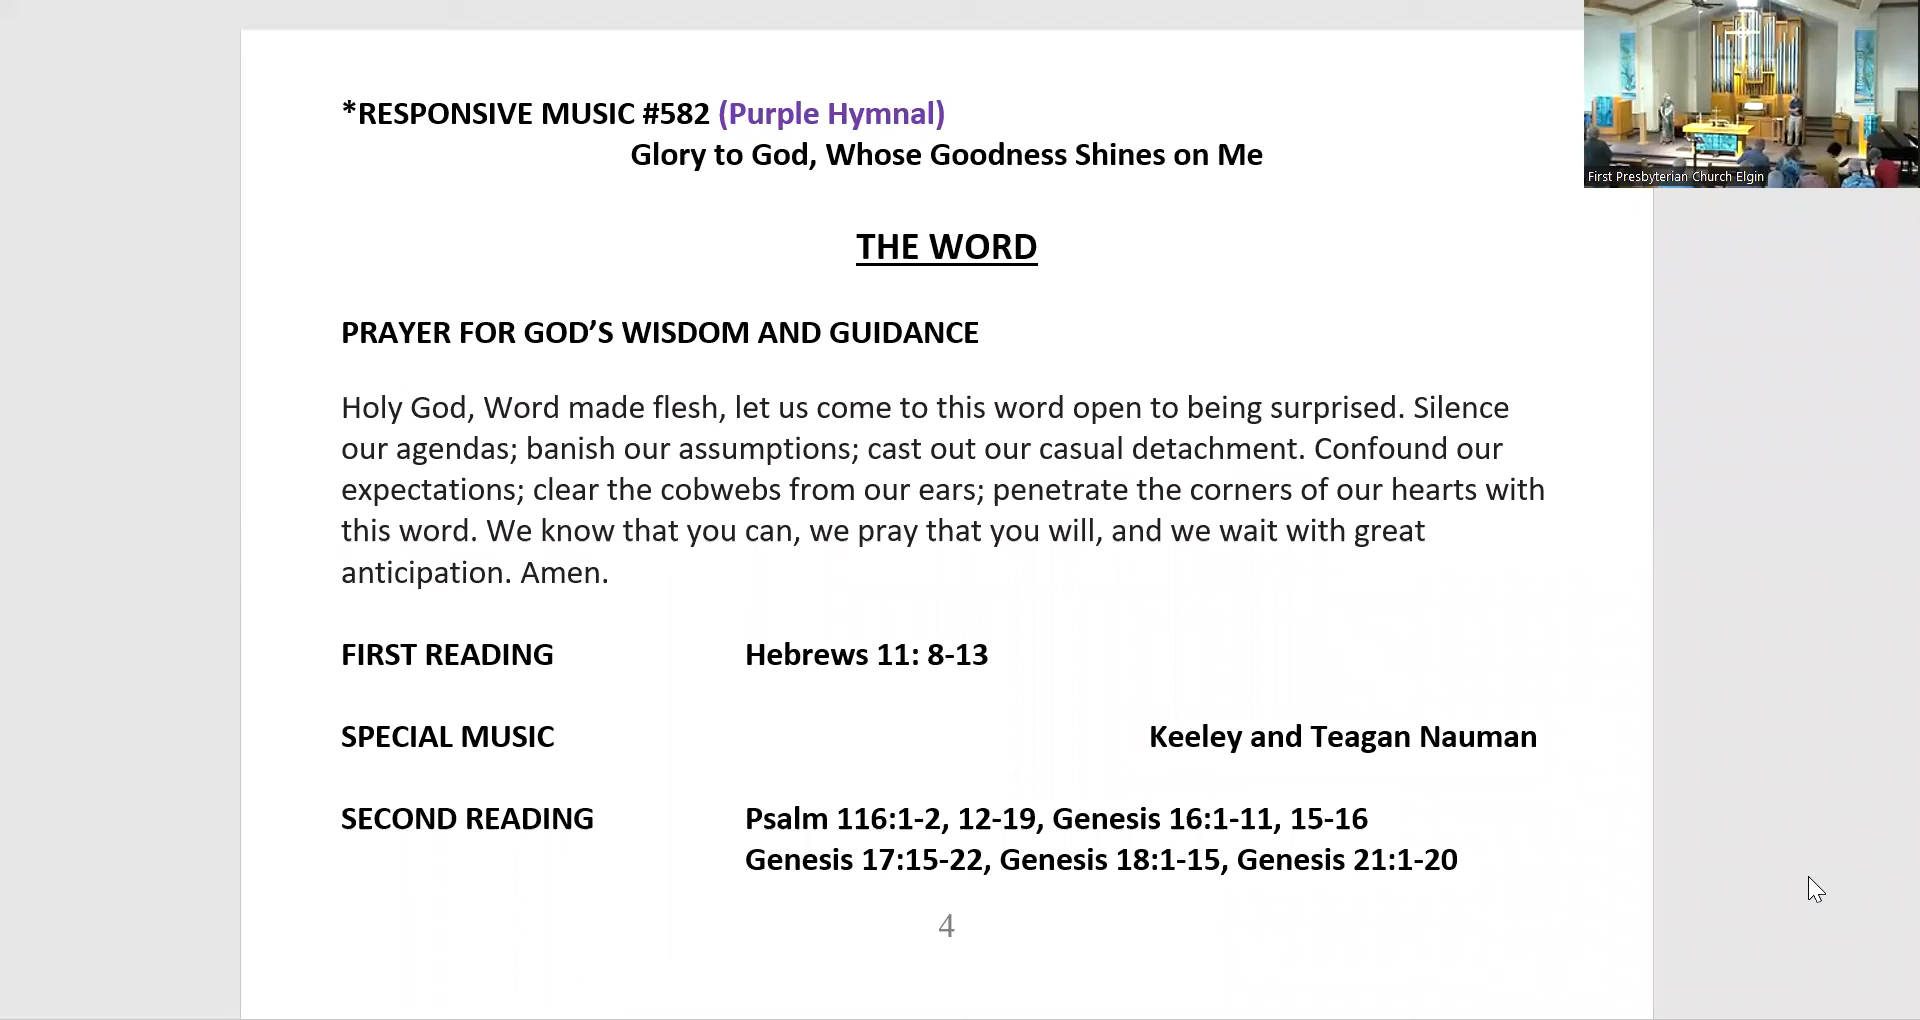 *RESPONSIVE MUSIC #582 (Purple Hymnal)
Glory to God, Whose Goodness Shines on Me
THE WORD
PRAYER FOR GOD’S WISDOM AND GUIDANCE
Holy God, Word made flesh, let us come to this word open to being surprised. Silence
our agendas; banish our assumptions; cast out our casual detachment. Confound our
expectations; clear the cobwebs from our ears; penetrate the corners of our hearts with
this word. We know that you can, we pray that you will, and we wait with great
anticipation. Amen.
FIRST READING Hebrews 11: 8-13
SPECIAL MUSIC Keeley and Teagan Nauman
SECOND READING Psalm 116:1-2, 12-19, Genesis 16:1-11, 15-16
Genesis 17:15-22, Genesis 18:1-15, Genesis 21:1-20
4
First Presbyterian Church Elgin